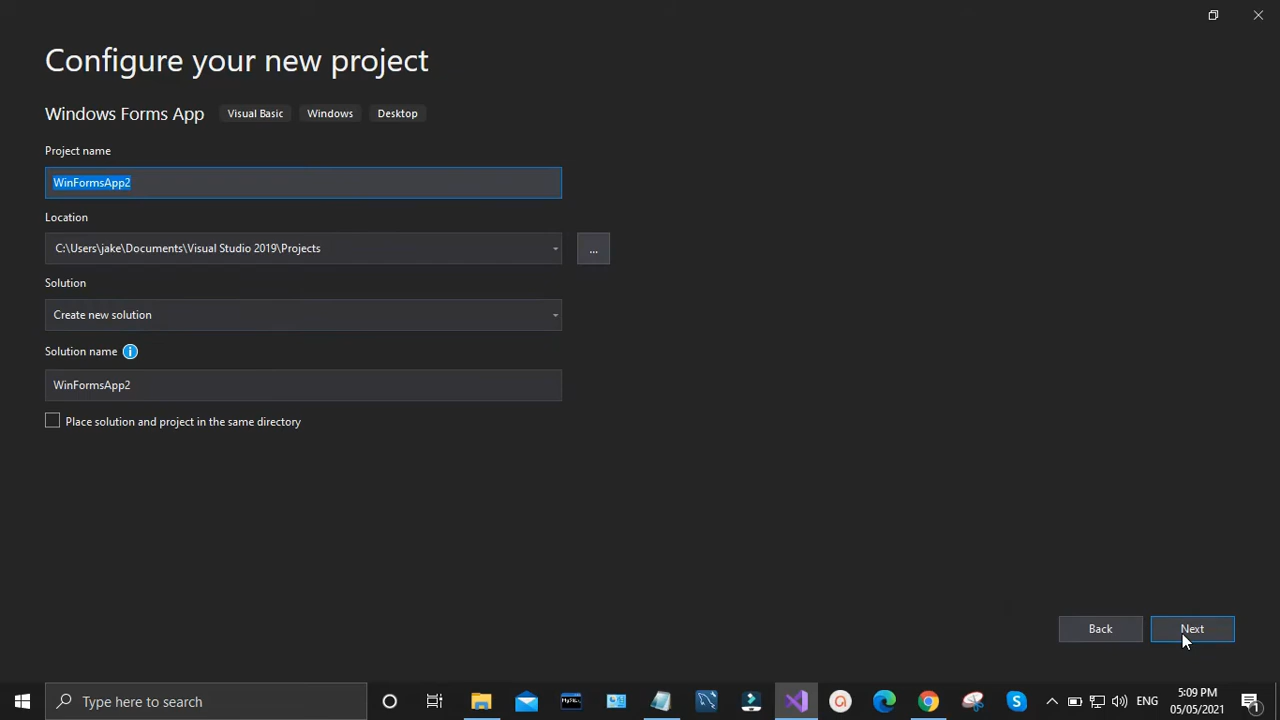 Configure your new project
Windows Forms App Visual Basic Windows Desktop
Project name
WinFormsApp2
Location
C:\Users\jake\Documents\Visual Studio 2019\Projects
...
Solution
Create new solution
Solution name i
WinFormsApp2
Place solution and project in the same directory
Back Next
Type here to search
MySQL
ENG
5:09 PM
05/05/2021
1